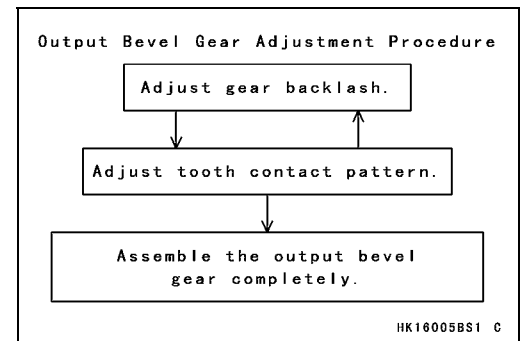 Output Bevel Gear Adjustment Procedure
Adjust gear backlash.
Adjust tooth contact pattern.
Assemble the output bevel
gear completely.
HK16005BS1 C